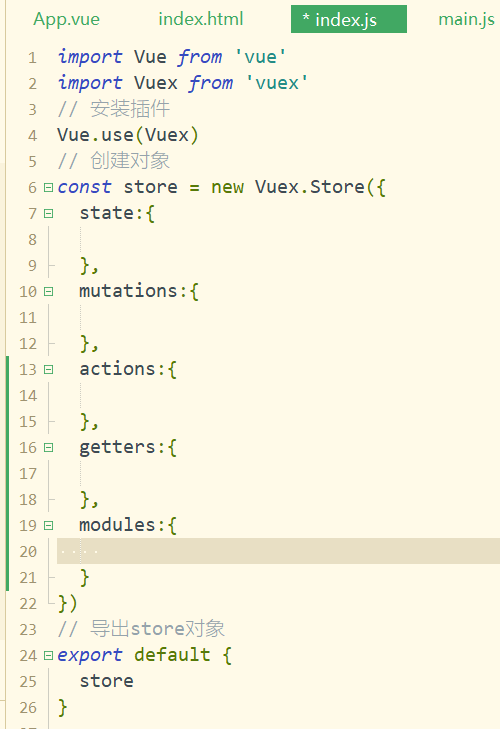 App.vue index.html * index.js main.js
1 import Vue from 'vue'
2 import Vuex from 'vuex'
3 // 安装插件
4 Vue.use(Vuex)
5 // 创建对象
6 const store = new Vuex.Store({
7 state:{
8
9 },
10 mutations:{
11
12 },
13 actions:{
14
15 },
16 getters:{
17
18 },
19 modules:{
20
21 }
22 })
23 // 导出store对象
24 export default {
25 store
26 }